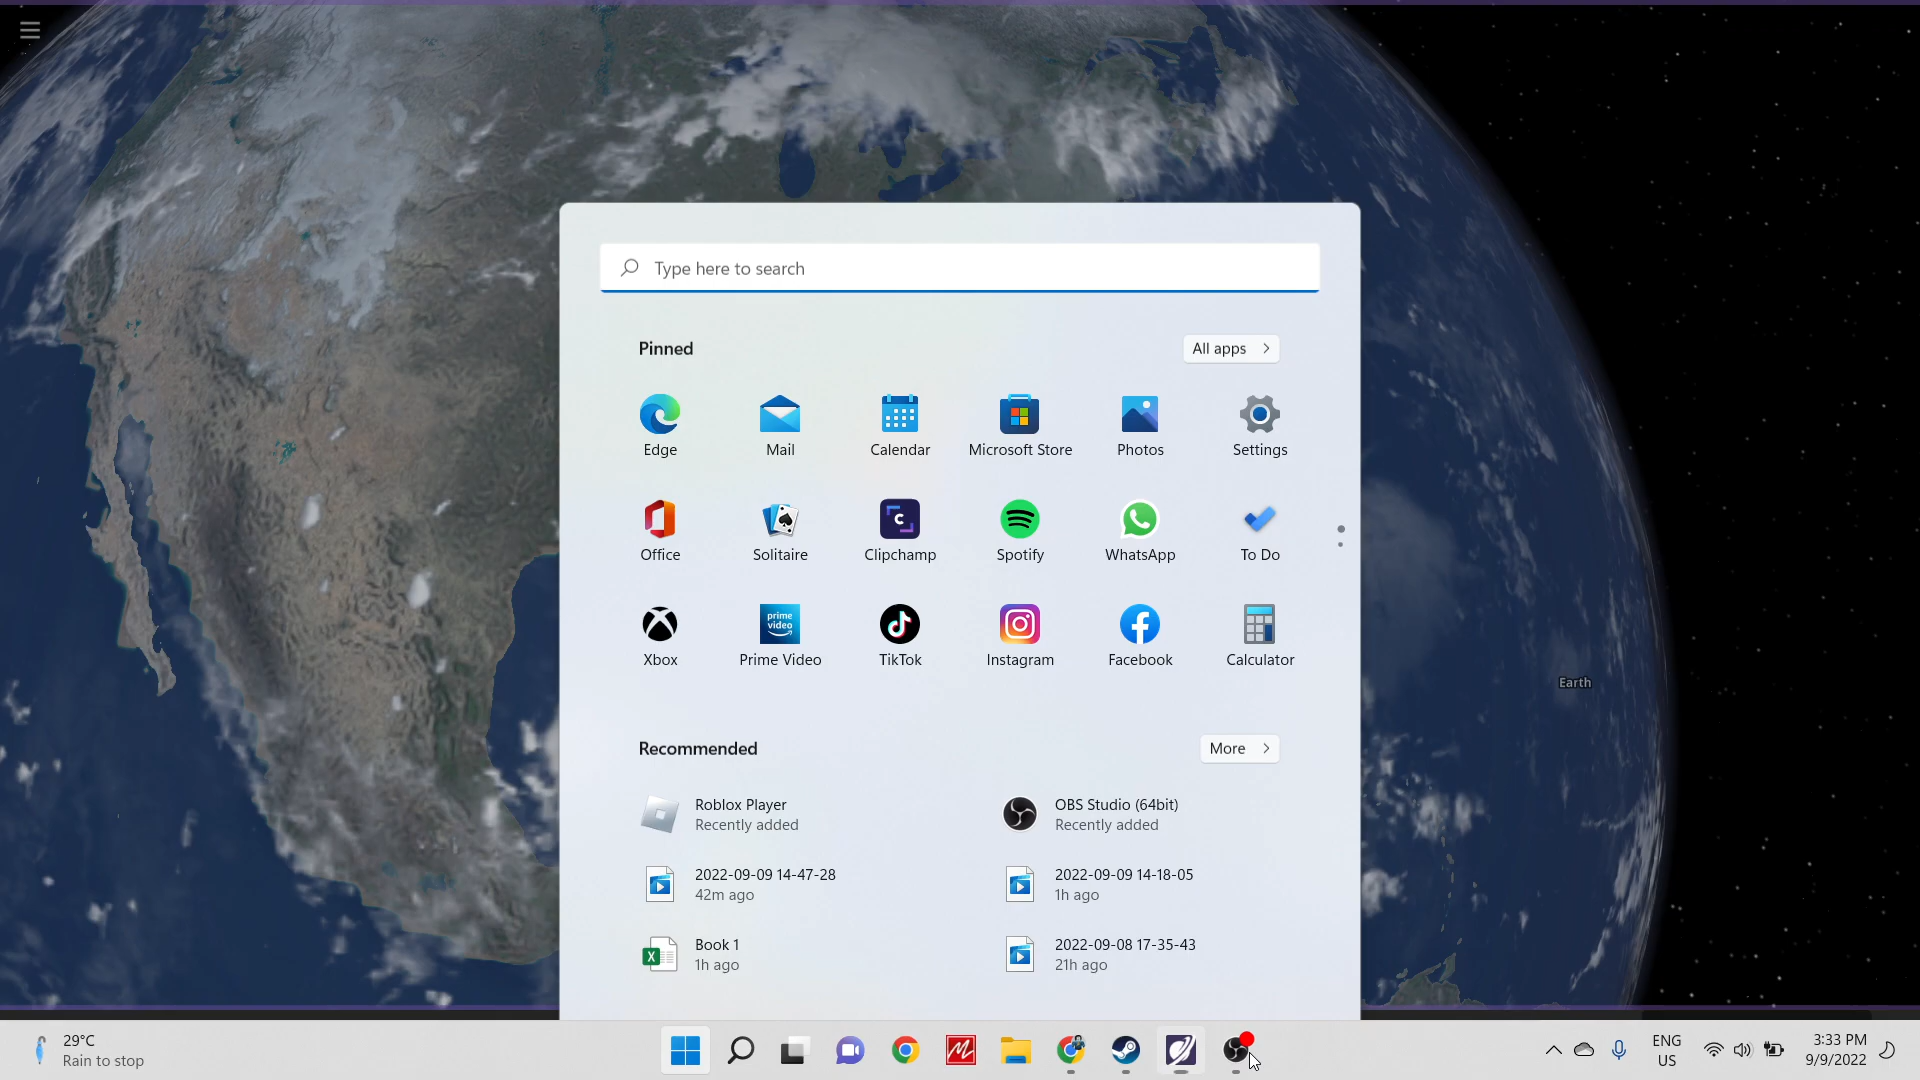 Type here to search
Pinned
All apps
Edge
Mail
Calendar
Microsoft Store
Photos
Settings
Office
Solitaire
Clipchamp
Spotify
WhatsApp
To Do
prime
video
Xbox
Prime Video
TikTok
Instagram
Facebook
Calculator
Earth
Recommended
More
Roblox Player
Recently added
OBS Studio (64bit)
Recently added
2022-09-09 14-47-28
42m ago
2022-09-09 14-18-05
1h ago
Book 1
1h ago
2022-09-08 17-35-43
21h ago
29°C
Rain to stop
ENG
US
3:33 PM
9/9/2022